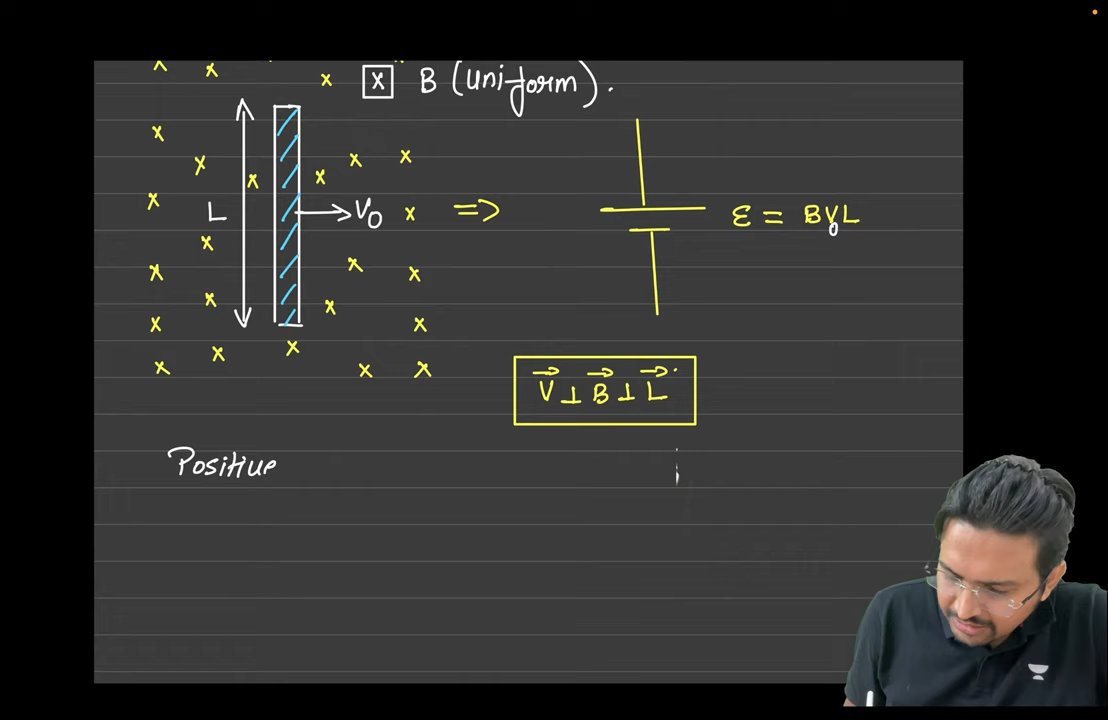 ☒ B (uniform).
L
V₀
=> ε = BV₀L
V⃗ ⊥ B⃗ ⊥ L⃗
Positive